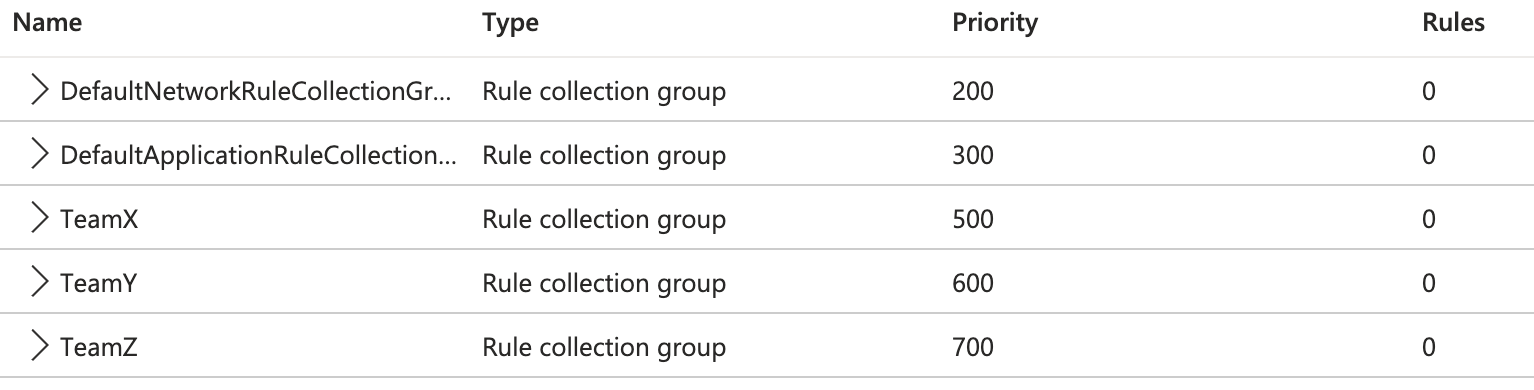 Name Type Priority Rules
DefaultNetworkRuleCollectionGr... Rule collection group 200 0
DefaultApplicationRuleCollection... Rule collection group 300 0
TeamX Rule collection group 500 0
TeamY Rule collection group 600 0
TeamZ Rule collection group 700 0